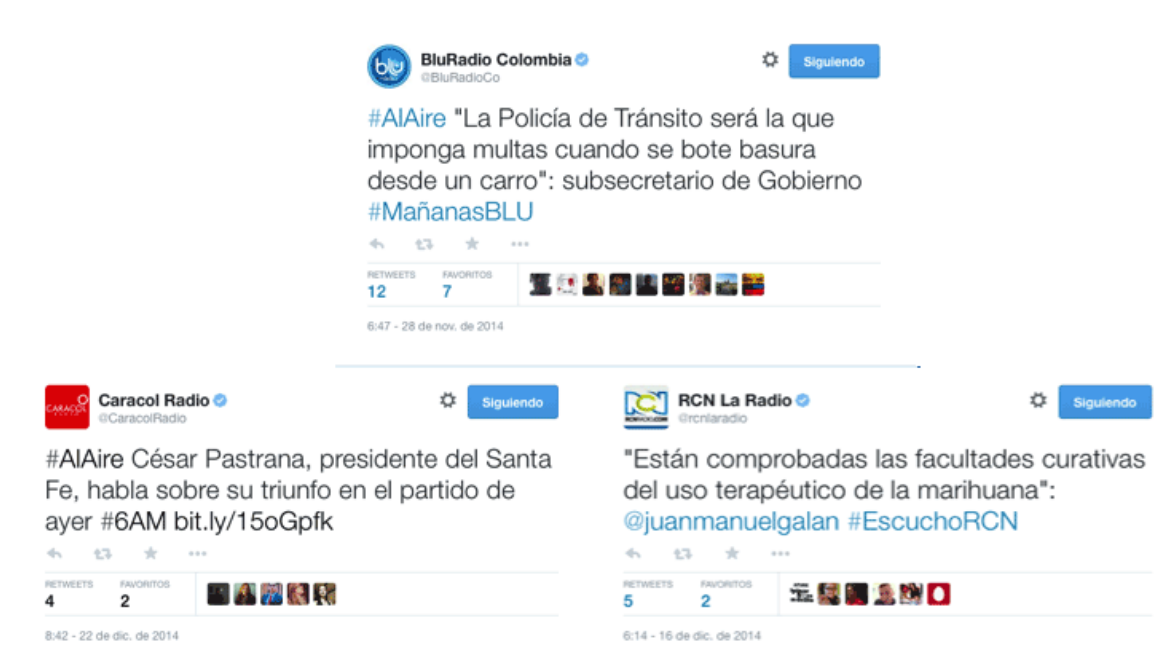 blu
BluRadio Colombia
@BluRadioCo
Siguiendo
#AlAire "La Policía de Tránsito será la que
imponga multas cuando se bote basura
desde un carro": subsecretario de Gobierno
#MañanasBLU
RETWEETS FAVORITOS
12 7
6:47 - 28 de nov. de 2014
CARACOL
RADIO
Caracol Radio
@CaracolRadio
Siguiendo
#AlAire César Pastrana, presidente del Santa
Fe, habla sobre su triunfo en el partido de
ayer #6AM bit.ly/15oGpfk
RETWEETS FAVORITOS
4 2
8:42 - 22 de dic. de 2014
RCN
RCN La Radio
@rcnlaradio
Siguiendo
"Están comprobadas las facultades curativas
del uso terapéutico de la marihuana":
@juanmanuelgalan #EscuchoRCN
RETWEETS FAVORITOS
5 2
6:14 - 16 de dic. de 2014